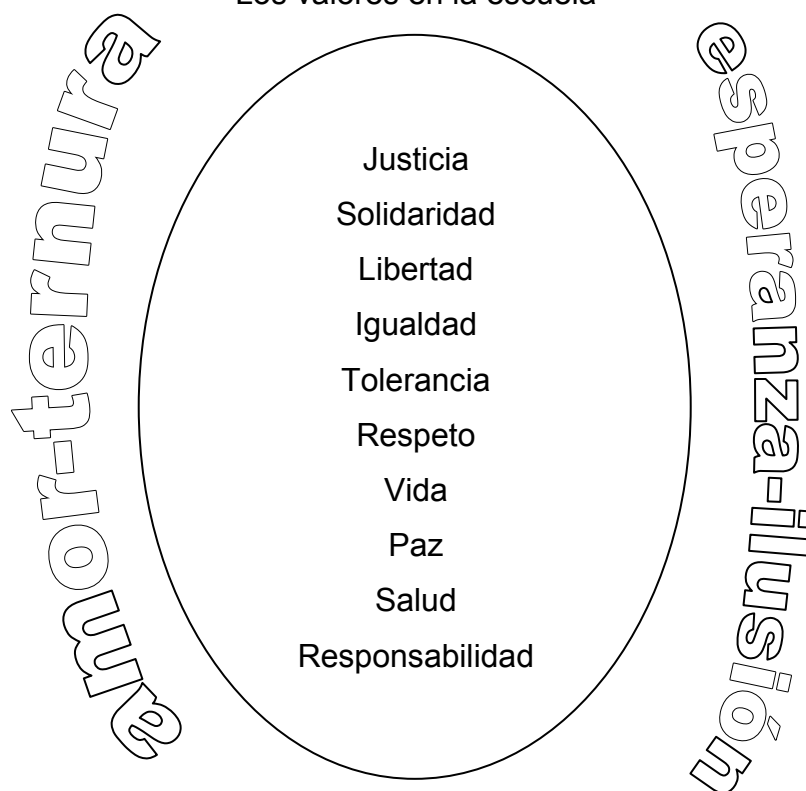 Los valores en la escuela
amor-ternura
Justicia
Solidaridad
Libertad
Igualdad
Tolerancia
Respeto
Vida
Paz
Salud
Responsabilidad
esperanza-ilusión